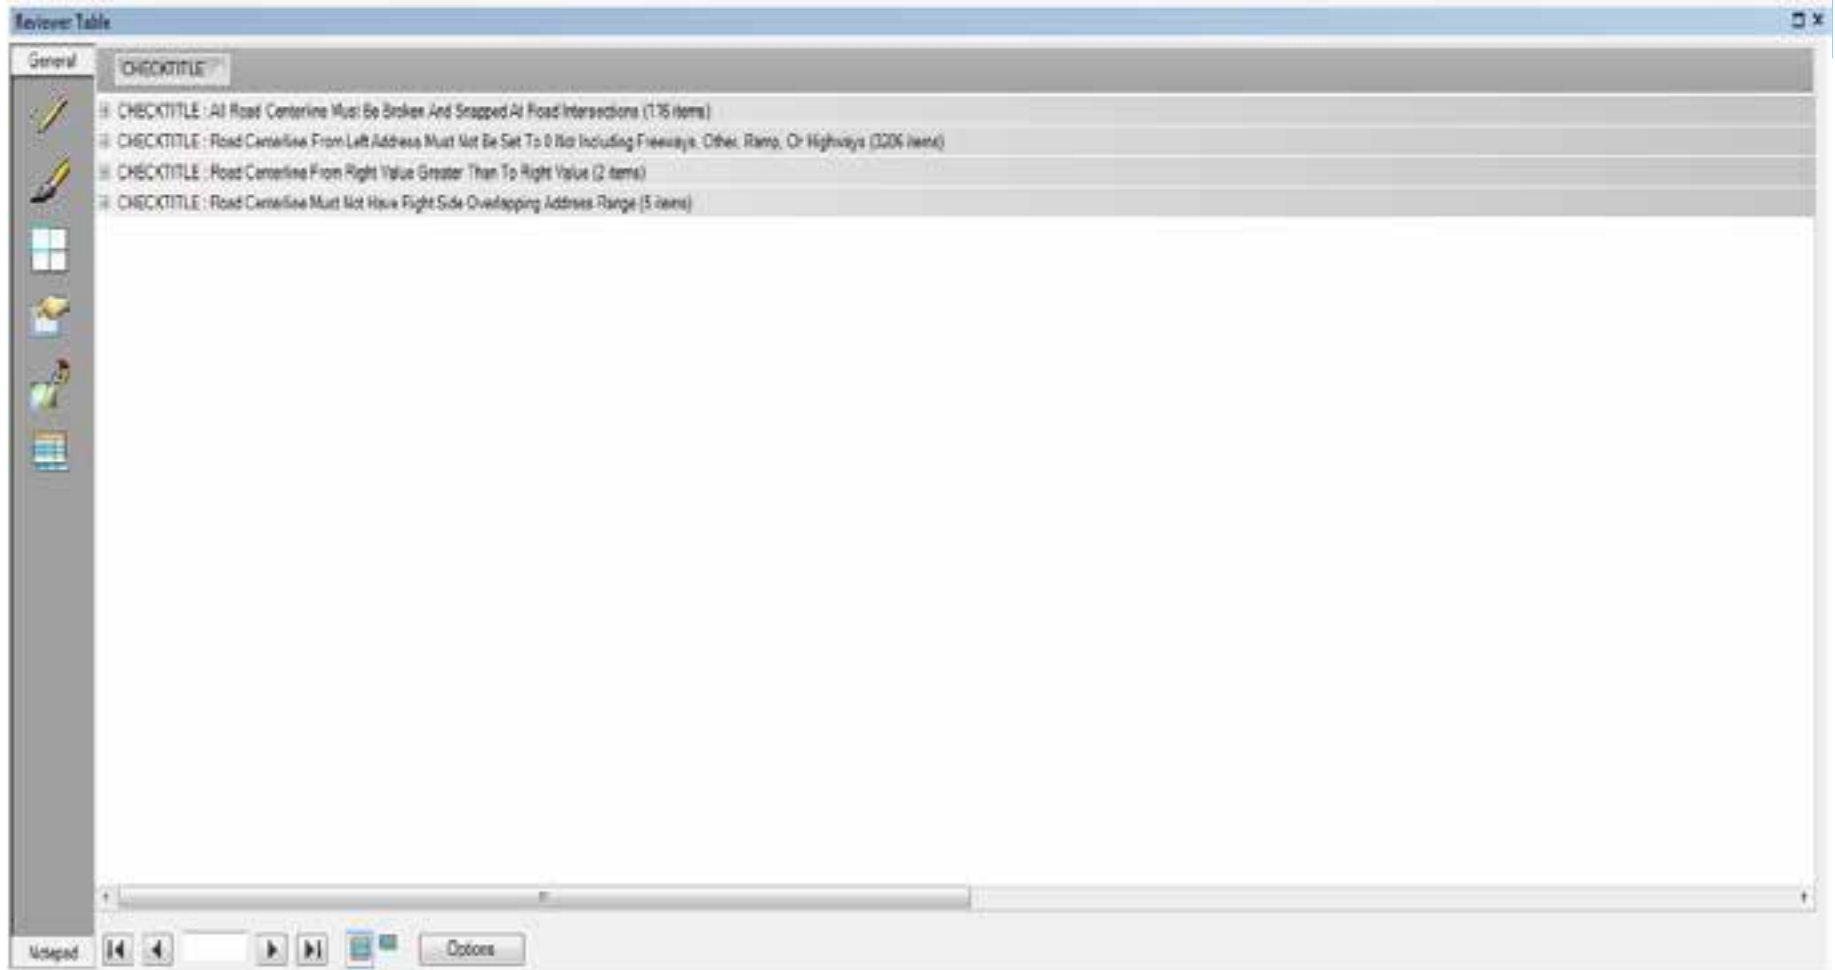 Reviewer Table
General
CHECKTITLE
CHECKTITLE : All Road Centerline Must Be Broken And Snapped At Road Intersections (176 items)
CHECKTITLE : Road Centerline From Left Address Must Not Be Set To 0 Not Including Freeways, Other, Ramp, Or Highways (3206 items)
CHECKTITLE : Road Centerline From Right Value Greater Than To Right Value (2 items)
CHECKTITLE : Road Centerline Must Not Have Right Side Overlapping Address Range (5 items)
Notepad
Options